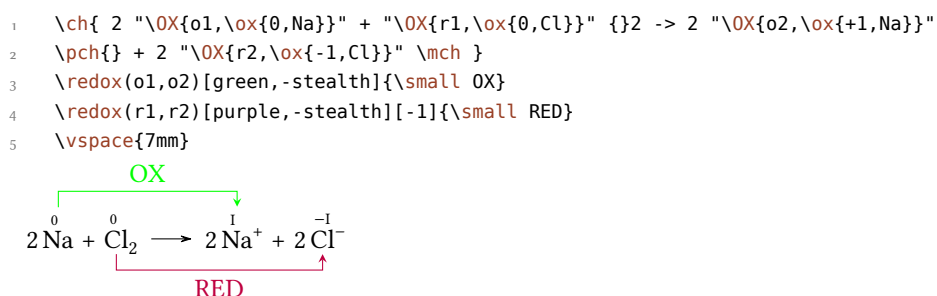 1 \ch{ 2 "\OX{o1,\ox{0,Na}}" + "\OX{r1,\ox{0,Cl}}" {}2 -> 2 "\OX{o2,\ox{+1,Na}}"
2 \pch{} + 2 "\OX{r2,\ox{-1,Cl}}" \mch }
3 \redox(o1,o2)[green,-stealth]{\small OX}
4 \redox(r1,r2)[purple,-stealth][-1]{\small RED}
5 \vspace{7mm}
OX
0 0 I −I
2 Na + Cl₂ ⟶ 2 Na⁺ + 2 Cl⁻
RED